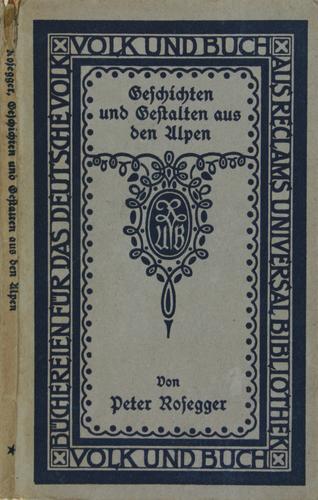 VOLK UND BUCH
Geschichten
und Gestalten aus
den Alpen
RUB
Von
Peter Rosegger
VOLK UND BUCH
BÜCHEREIEN FÜR DAS DEUTSCHE VOLK
AUS RECLAMS UNIVERSAL BIBLIOTHEK
Rosegger, Geschichten und Gestalten aus den Alpen